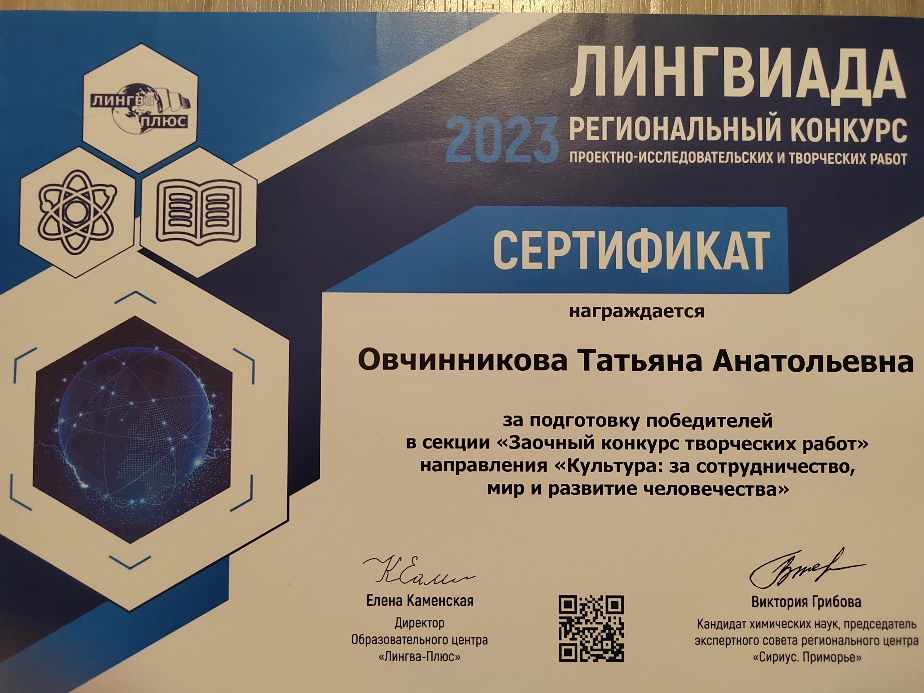 ЛИНГВА
ПЛЮС
ЛИНГВИАДА
2023 РЕГИОНАЛЬНЫЙ КОНКУРС
ПРОЕКТНО-ИССЛЕДОВАТЕЛЬСКИХ И ТВОРЧЕСКИХ РАБОТ
СЕРТИФИКАТ
награждается
Овчинникова Татьяна Анатольевна
за подготовку победителей
в секции «Заочный конкурс творческих работ»
направления «Культура: за сотрудничество,
мир и развитие человечества»
Елена Каменская
Директор
Образовательного центра
«Лингва-Плюс»
Виктория Грибова
Кандидат химических наук, председатель
экспертного совета регионального центра
«Сириус. Приморье»